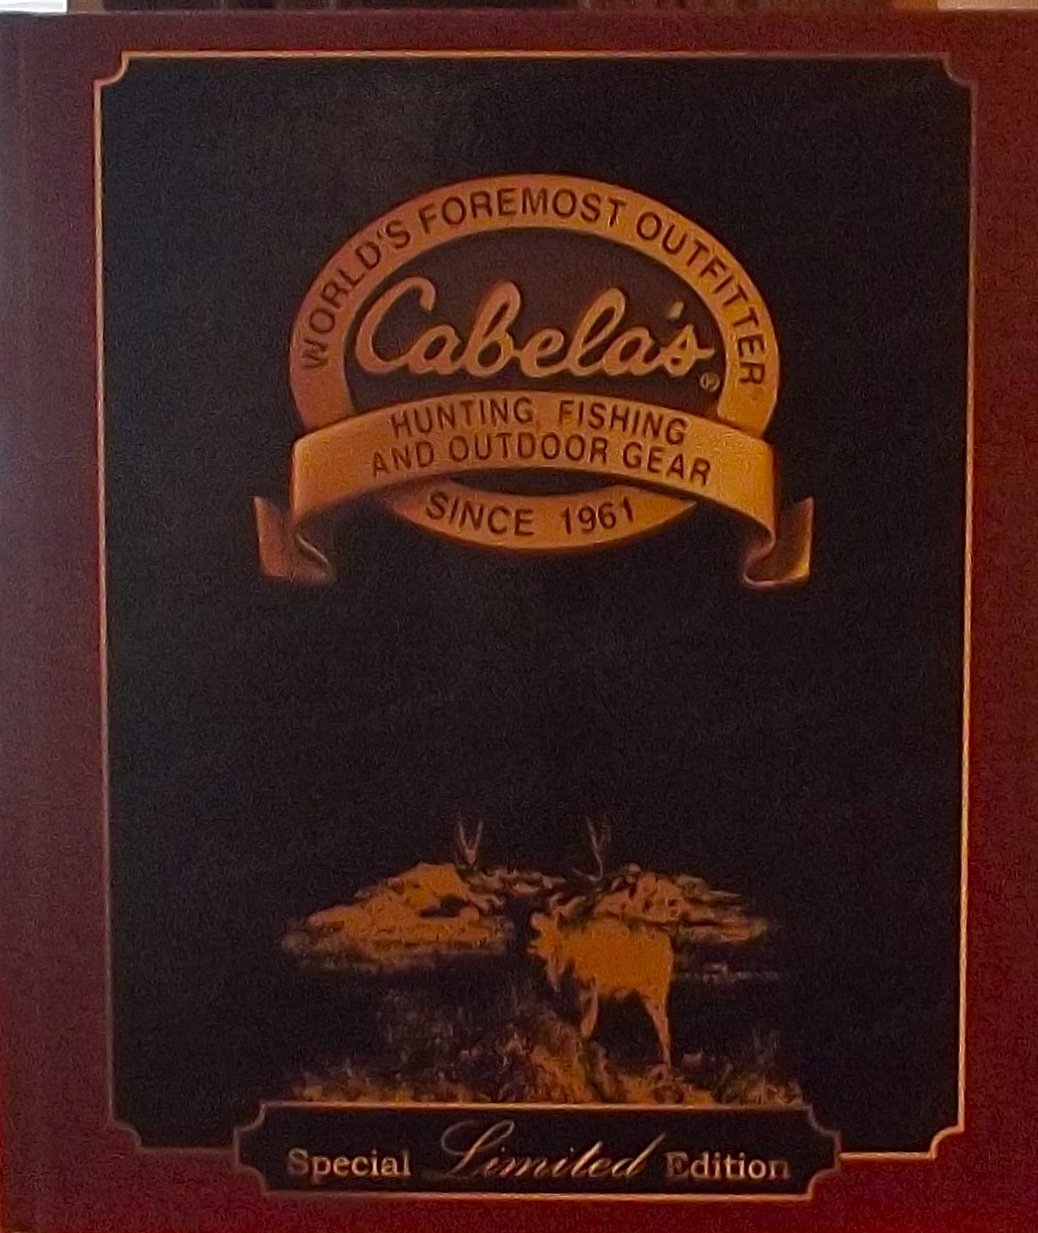 WORLD'S FOREMOST OUTFITTER
Cabela's®
HUNTING, FISHING
AND OUTDOOR GEAR
SINCE 1961
Special Limited Edition